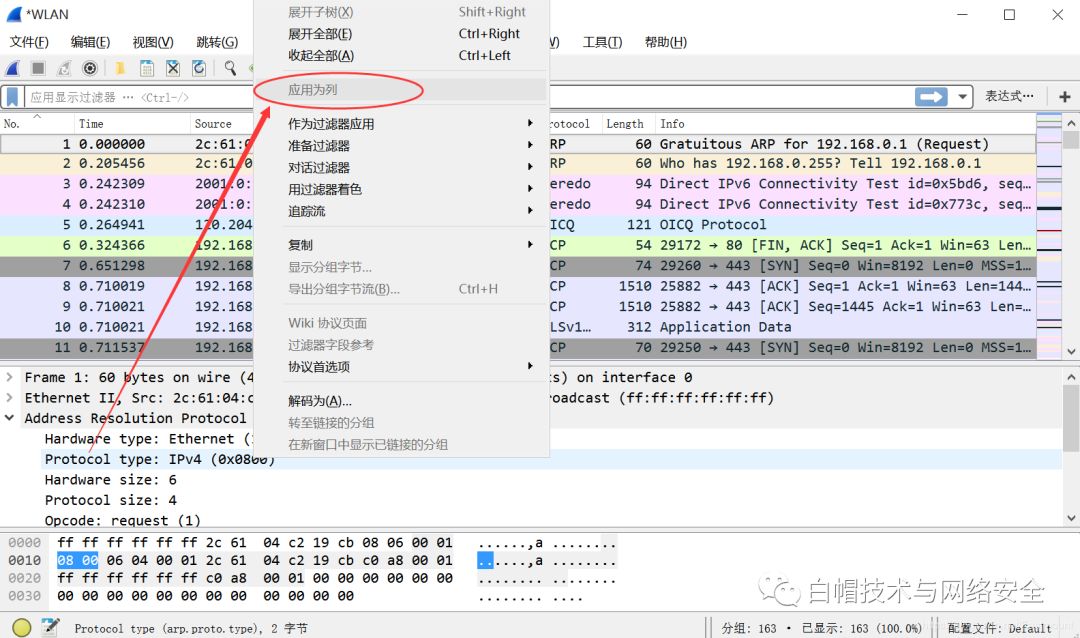 *WLAN
文件(F) 编辑(E) 视图(V) 跳转(G) 工具(T) 帮助(H)
应用显示过滤器 … <Ctrl-/> 表达式…
展开子树(X) Shift+Right
展开全部(E) Ctrl+Right
收起全部(A) Ctrl+Left
应用为列
作为过滤器应用
准备过滤器
对话过滤器
用过滤器着色
追踪流
复制
显示分组字节…
导出分组字节流(B)… Ctrl+H
Wiki 协议页面
过滤器字段参考
协议首选项
解码为(A)…
转至链接的分组
在新窗口中显示已链接的分组
No. Time Source rotocol Length Info
1 0.000000 2c:61:0 RP 60 Gratuitous ARP for 192.168.0.1 (Request)
2 0.205456 2c:61:0 RP 60 Who has 192.168.0.255? Tell 192.168.0.1
3 0.242309 2001:0: eredo 94 Direct IPv6 Connectivity Test id=0x5bd6, seq…
4 0.242310 2001:0: eredo 94 Direct IPv6 Connectivity Test id=0x773c, seq…
5 0.264941 120.204 ICQ 121 OICQ Protocol
6 0.324366 192.168 CP 54 29172 → 80 [FIN, ACK] Seq=1 Ack=1 Win=63 Len…
7 0.651298 192.168 CP 74 29260 → 443 [SYN] Seq=0 Win=8192 Len=0 MSS=1…
8 0.710019 192.168 CP 1510 25882 → 443 [ACK] Seq=1 Ack=1 Win=63 Len=144…
9 0.710021 192.168 CP 1510 25882 → 443 [ACK] Seq=1445 Ack=1 Win=63 Len=…
10 0.710021 192.168 LSv1… 312 Application Data
11 0.711537 192.168 CP 70 29250 → 443 [SYN] Seq=0 Win=8192 Len=0 MSS=1…
Frame 1: 60 bytes on wire (4 ts) on interface 0
Ethernet II, Src: 2c:61:04:c roadcast (ff:ff:ff:ff:ff:ff)
Address Resolution Protocol
Hardware type: Ethernet (
Protocol type: IPv4 (0x0800)
Hardware size: 6
Protocol size: 4
Opcode: request (1)
0000 ff ff ff ff ff ff 2c 61 04 c2 19 cb 08 06 00 01 ······,a ········
0010 08 00 06 04 00 01 2c 61 04 c2 19 cb c0 a8 00 01 ······,a ········
0020 ff ff ff ff ff ff c0 a8 00 01 00 00 00 00 00 00 ········ ········
0030 00 00 00 00 00 00 00 00 00 00 00 00 ········ ····
白帽技术与网络安全
Protocol type (arp.proto.type), 2 字节 分组: 163 · 已显示: 163 (100.0%) 配置文件: Default